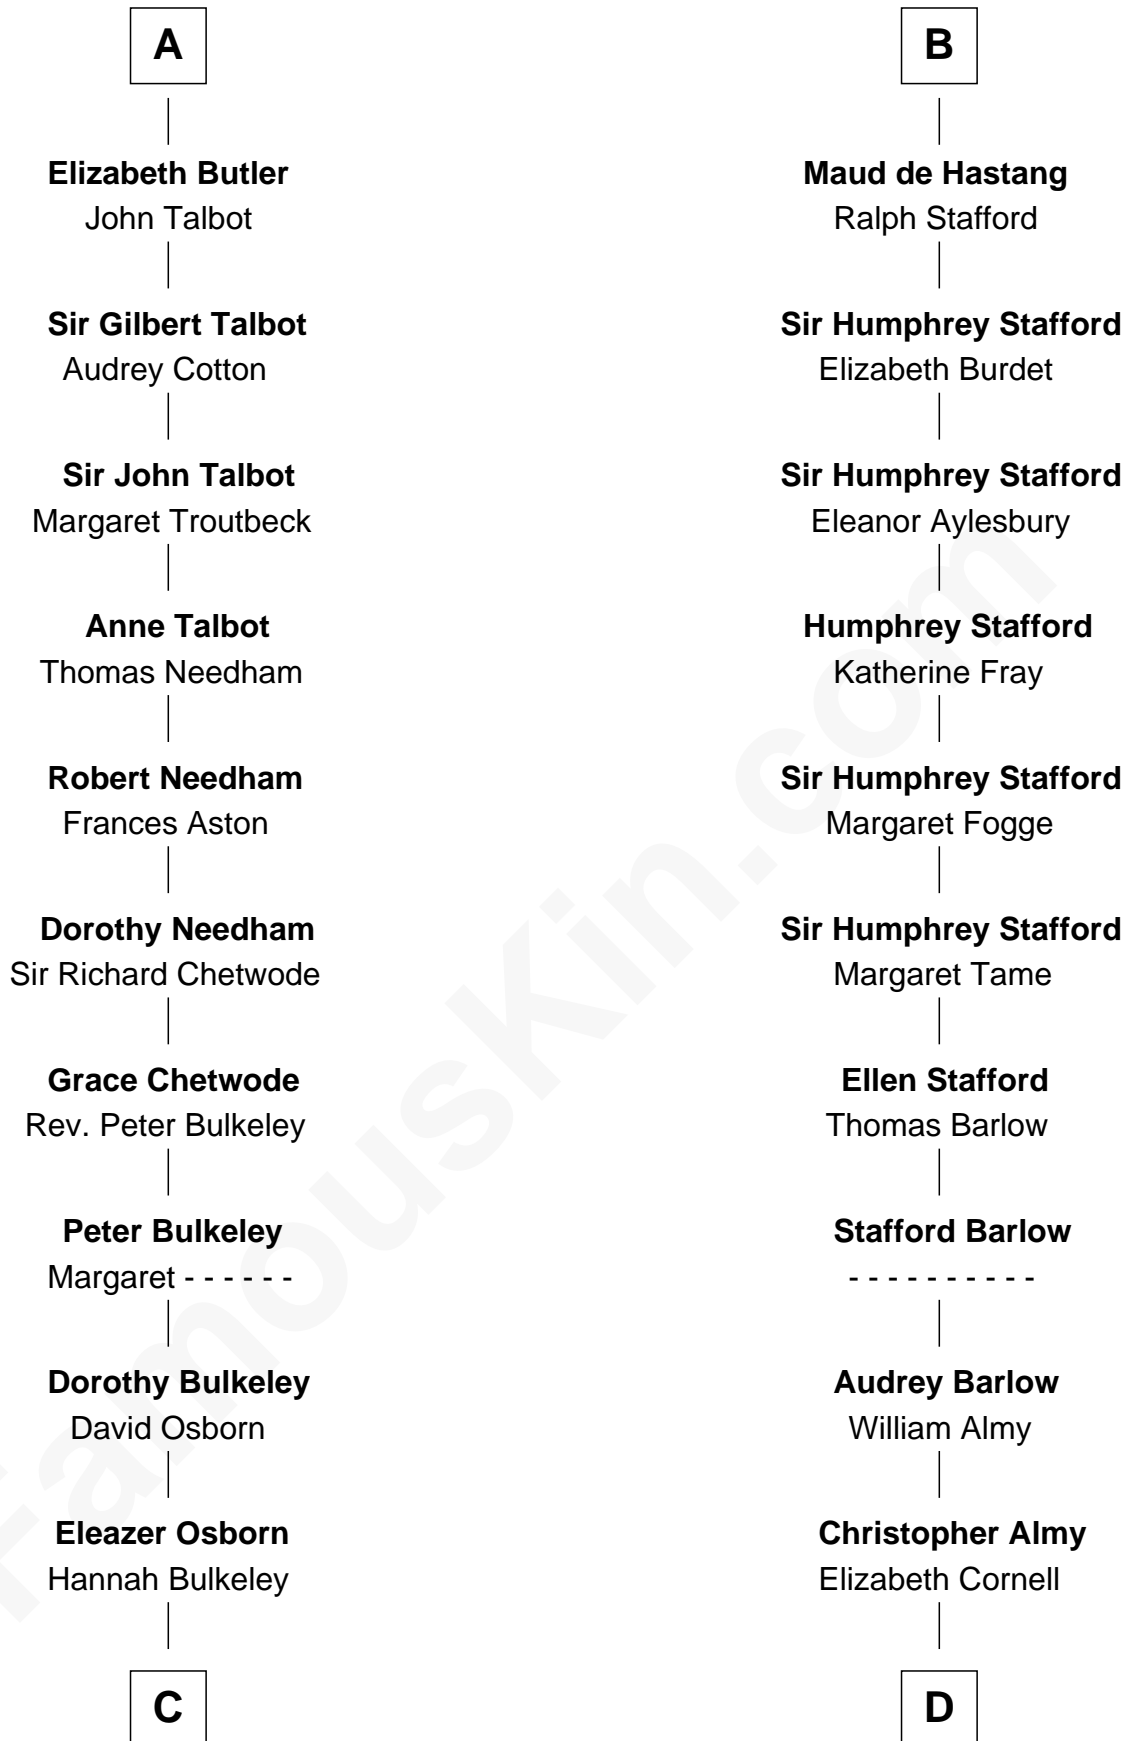 A
Elizabeth Butler
John Talbot
Sir Gilbert Talbot
Audrey Cotton
Sir John Talbot
Margaret Troutbeck
Anne Talbot
Thomas Needham
Robert Needham
Frances Aston
Dorothy Needham
Sir Richard Chetwode
Grace Chetwode
Rev. Peter Bulkeley
Peter Bulkeley
Margaret - - - - - -
Dorothy Bulkeley
David Osborn
Eleazer Osborn
Hannah Bulkeley
C
B
Maud de Hastang
Ralph Stafford
Sir Humphrey Stafford
Elizabeth Burdet
Sir Humphrey Stafford
Eleanor Aylesbury
Humphrey Stafford
Katherine Fray
Sir Humphrey Stafford
Margaret Fogge
Sir Humphrey Stafford
Margaret Tame
Ellen Stafford
Thomas Barlow
Stafford Barlow
- - - - - - - - - -
Audrey Barlow
William Almy
Christopher Almy
Elizabeth Cornell
D
FamousKin.com